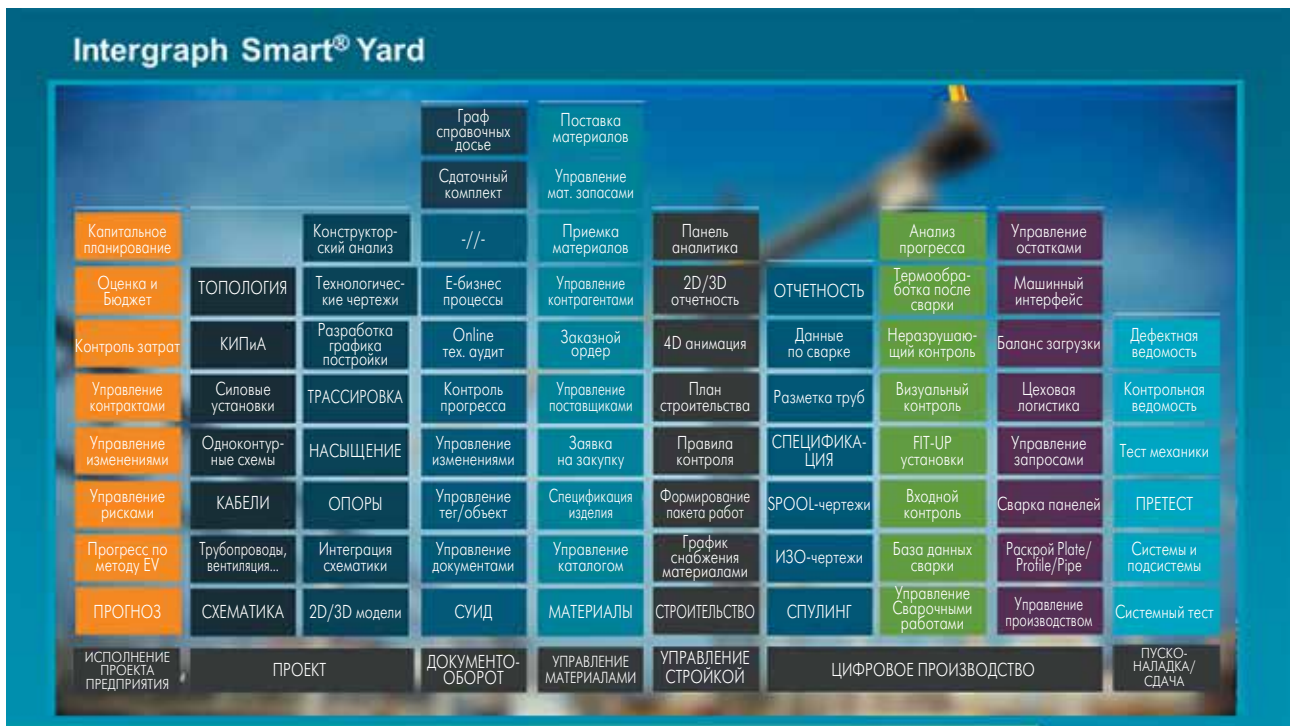 Intergraph Smart® Yard
Граф
справочных
досье
Поставка
материалов
Сдаточный
комплект
Управление
мат. запасами
Капитальное
планирование
Конструктор-
ский анализ
-//-
Приемка
материалов
Панель
аналитика
Анализ
прогресса
Управление
остатками
Оценка и
Бюджет
ТОПОЛОГИЯ
Технологичес-
кие чертежи
Е-бизнес
процессы
Управление
контрагентами
2D/3D
отчетность
ОТЧЕТНОСТЬ
Термообра-
ботка после
сварки
Машинный
интерфейс
Контроль затрат
КИПиА
Разработка
графика
постройки
Online
тех. аудит
Заказной
ордер
4D анимация
Данные
по сварке
Неразрушаю-
щий контроль
Баланс загрузки
Дефектная
ведомость
Управление
контрактами
Силовые
установки
ТРАССИРОВКА
Контроль
прогресса
Управление
поставщиками
План
строительства
Разметка труб
Визуальный
контроль
Цеховая
логистика
Контрольная
ведомость
Управление
изменениями
Одноконтур-
ные схемы
НАСЫЩЕНИЕ
Управление
изменениями
Заявка
на закупку
Правила
контроля
СПЕЦИФИКА-
ЦИЯ
FIT-UP
установки
Управление
запросами
Тест механики
Управление
рисками
КАБЕЛИ
ОПОРЫ
Управление
тег/объект
Спецификация
изделия
Формирование
пакета работ
SPOOL-чертежи
Входной
контроль
Сварка панелей
ПРЕТЕСТ
Прогресс по
методу EV
Трубопроводы,
вентиляция...
Интеграция
схематики
Управление
документами
Управление
каталогом
График
снабжения
материалами
ИЗО-чертежи
База данных
сварки
Раскрой Plate/
Profile/Pipe
Системы и
подсистемы
ПРОГНОЗ
СХЕМАТИКА
2D/3D модели
СУИД
МАТЕРИАЛЫ
СТРОИТЕЛЬСТВО
СПУЛИНГ
Управление
Сварочными
работами
Управление
производством
Системный тест
ИСПОЛНЕНИЕ
ПРОЕКТА
ПРЕДПРИЯТИЯ
ПРОЕКТ
ДОКУМЕНТО-
ОБОРОТ
УПРАВЛЕНИЕ
МАТЕРИАЛАМИ
УПРАВЛЕНИЕ
СТРОЙКОЙ
ЦИФРОВОЕ ПРОИЗВОДСТВО
ПУСКО-
НАЛАДКА/
СДАЧА